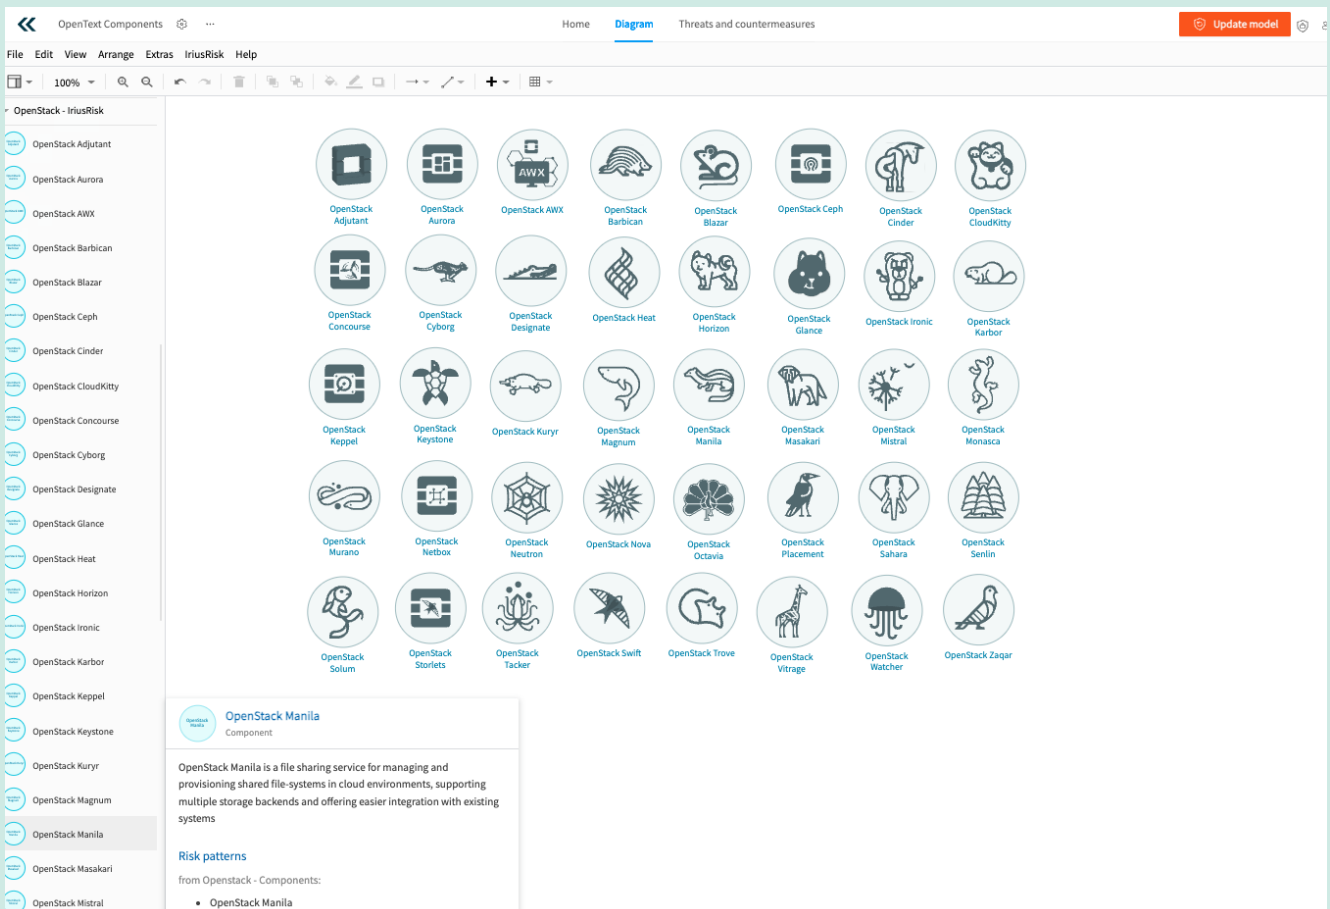 OpenText Components
Home
Diagram
Threats and countermeasures
Update model
File Edit View Arrange Extras IriusRisk Help
100%
OpenStack - IriusRisk
OpenStack Adjutant
OpenStack Aurora
OpenStack AWX
OpenStack Barbican
OpenStack Blazar
OpenStack Ceph
OpenStack Cinder
OpenStack CloudKitty
OpenStack Concourse
OpenStack Cyborg
OpenStack Designate
OpenStack Glance
OpenStack Heat
OpenStack Horizon
OpenStack Ironic
OpenStack Karbor
OpenStack Keppel
OpenStack Keystone
OpenStack Kuryr
OpenStack Magnum
OpenStack Manila
OpenStack Masakari
OpenStack Mistral
AWX
OpenStack
Adjutant
OpenStack
Aurora
OpenStack AWX
OpenStack
Barbican
OpenStack
Blazar
OpenStack Ceph
OpenStack
Cinder
OpenStack
CloudKitty
OpenStack
Concourse
OpenStack
Cyborg
OpenStack
Designate
OpenStack Heat
OpenStack
Horizon
OpenStack
Glance
OpenStack Ironic
OpenStack
Karbor
OpenStack
Keppel
OpenStack
Keystone
OpenStack Kuryr
OpenStack
Magnum
OpenStack
Manila
OpenStack
Masakari
OpenStack
Mistral
OpenStack
Monasca
OpenStack
Murano
OpenStack
Netbox
OpenStack
Neutron
OpenStack Nova
OpenStack
Octavia
OpenStack
Placement
OpenStack
Sahara
OpenStack
Senlin
OpenStack
Solum
OpenStack
Storlets
OpenStack
Tacker
OpenStack Swift
OpenStack Trove
OpenStack
Vitrage
OpenStack
Watcher
OpenStack Zaqar
OpenStack
Manila
OpenStack Manila
Component
OpenStack Manila is a file sharing service for managing and
provisioning shared file-systems in cloud environments, supporting
multiple storage backends and offering easier integration with existing
systems
Risk patterns
from Openstack - Components:
• OpenStack Manila